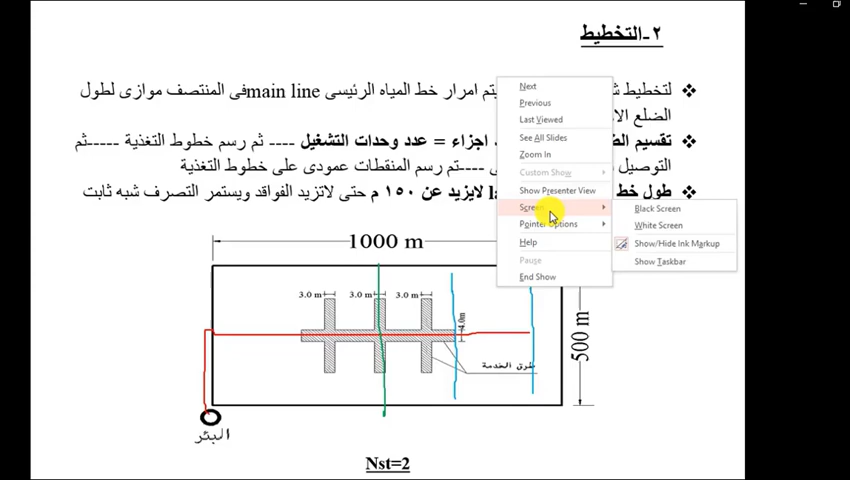 ٢-التخطيط
❖ لتخطيط يتم امرار خط المياه الرئيسى main line فى المنتصف موازى لطول
الضلع
❖ تقسيم اجزاء = عدد وحدات التشغيل ---- ثم رسم خطوط التغذية -----ثم
التوصيل ----تم رسم المنقطات عمودى على خطوط التغذية
❖ طول خط لايزيد عن ١٥٠ م حتى لاتزيد الفواقد ويستمر التصرف شبه ثابت
Next
Previous
Last Viewed
See All Slides
Zoom In
Custom Show
Show Presenter View
Screen
Pointer Options
Help
Pause
End Show
Black Screen
White Screen
Show/Hide Ink Markup
Show Taskbar
1000 m
3.0 m 3.0 m 3.0 m
4.0m
500 m
طرق الخدمة
البئر
Nst=2